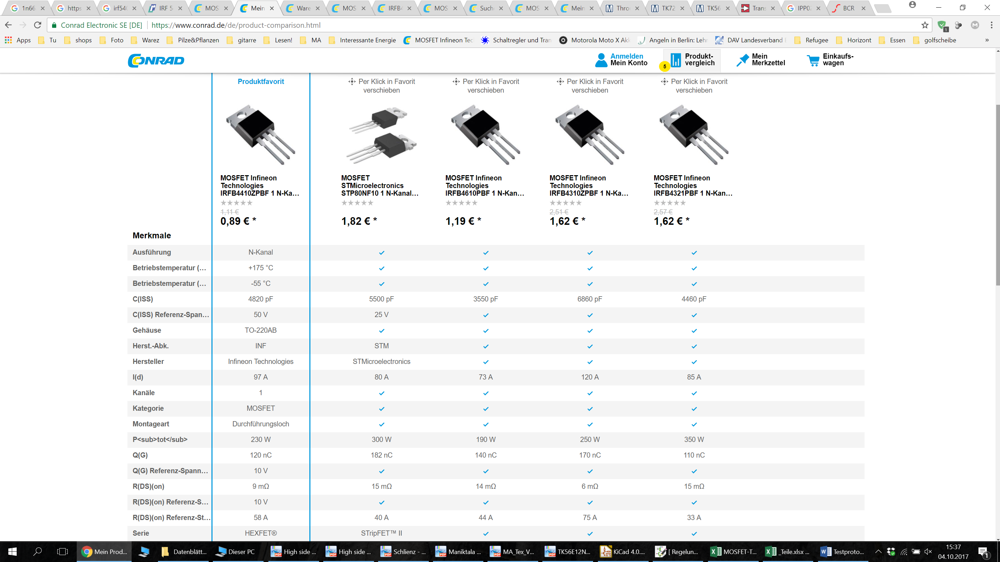 1n66
https
irf540
IRF 5
MOS
Mein
Ware
MOS
IRFB4
MOS
Such
MOS
Mein
Thro
TK72
TK56
Trans
IPP02
BCR
Conrad Electronic SE [DE] https://www.conrad.de/de/product-comparison.html
1
Apps Tu shops Foto Warez Pilze&Pflanzen gitarre Lesen! MA Interessante Energie MOSFET Infineon Tec Schaltregler und Tran Motorola Moto X Akk Angeln in Berlin: Lehr DAV Landesverband Refugee Horizont Essen golfscheibe »
CONRAD
Anmelden
Mein Konto
5
Produkt-
vergleich
Mein
Merkzettel
Einkaufs-
wagen
Produktfavorit
Per Klick in Favorit
verschieben
Per Klick in Favorit
verschieben
Per Klick in Favorit
verschieben
Per Klick in Favorit
verschieben
MOSFET Infineon
Technologies
IRFB4410ZPBF 1 N-Ka...
1,11 €
0,89 € *
MOSFET
STMicroelectronics
STP80NF10 1 N-Kanal...
1,82 € *
MOSFET Infineon
Technologies
IRFB4610PBF 1 N-Kan...
1,19 € *
MOSFET Infineon
Technologies
IRFB4310ZPBF 1 N-Ka...
2,51 €
1,62 € *
MOSFET Infineon
Technologies
IRFB4321PBF 1 N-Kan...
2,57 €
1,62 € *
Merkmale
Ausführung N-Kanal
Betriebstemperatur (... +175 °C
Betriebstemperatur (... -55 °C
C(ISS) 4820 pF 5500 pF 3550 pF 6860 pF 4460 pF
C(ISS) Referenz-Span... 50 V 25 V
Gehäuse TO-220AB
Herst.-Abk. INF STM
Hersteller Infineon Technologies STMicroelectronics
I(d) 97 A 80 A 73 A 120 A 85 A
Kanäle 1
Kategorie MOSFET
Montageart Durchführungsloch
P<sub>tot</sub> 230 W 300 W 190 W 250 W 350 W
Q(G) 120 nC 182 nC 140 nC 170 nC 110 nC
Q(G) Referenz-Spann... 10 V
R(DS)(on) 9 mΩ 15 mΩ 14 mΩ 6 mΩ 15 mΩ
R(DS)(on) Referenz-S... 10 V
R(DS)(on) Referenz-St... 58 A 40 A 44 A 75 A 33 A
Serie HEXFET® STripFET™ II
Mein Prod... Datenblätt... Dieser PC High side ... High side ... Schlienz - ... Maniktala ... MA_Tex_V... TK56E12N... KiCad 4.0.... [ Regelun... MOSFET-T... _Teile.xlsx ... Testproto...
15:37
04.10.2017
1